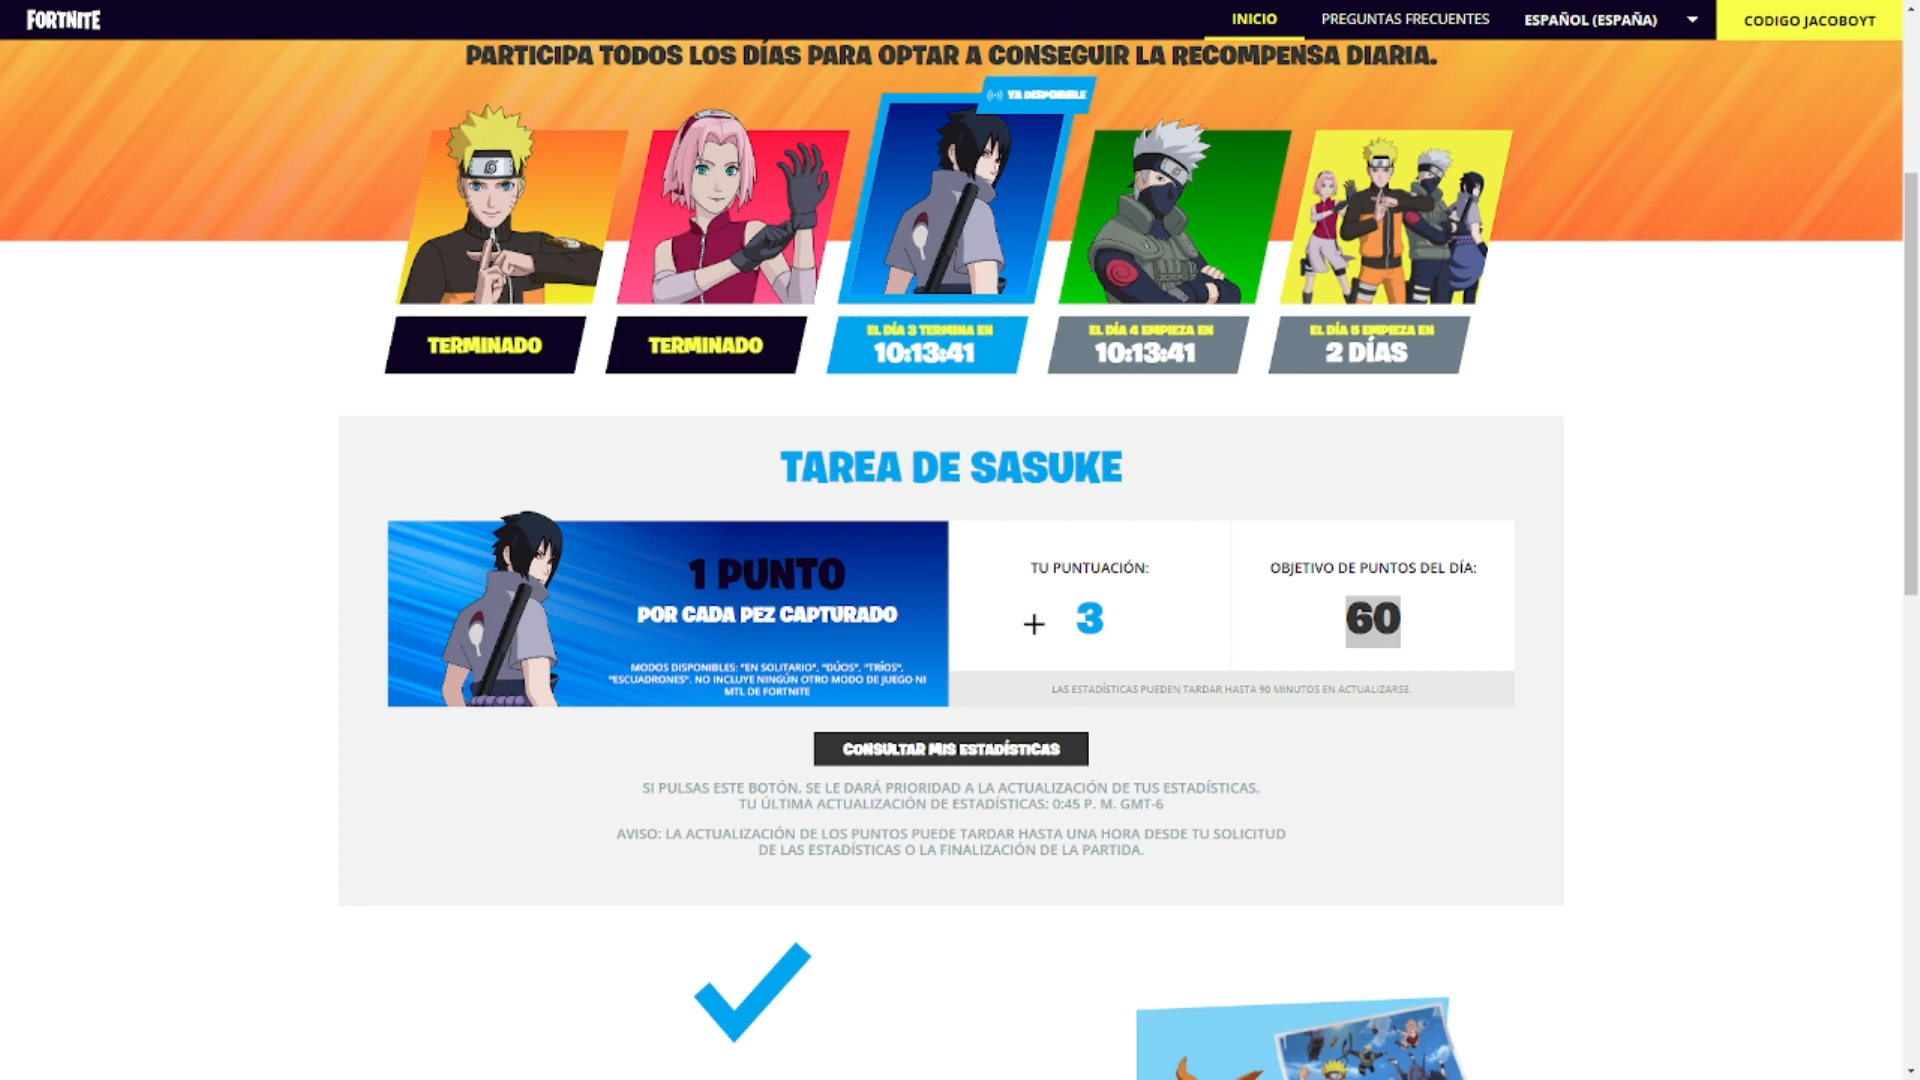 FORTNITE
INICIO
PREGUNTAS FRECUENTES
ESPAÑOL (ESPAÑA)
CODIGO JACOBOYT
PARTICIPA TODOS LOS DÍAS PARA OPTAR A CONSEGUIR LA RECOMPENSA DIARIA.
YA DISPONIBLE
TERMINADO
TERMINADO
EL DÍA 3 TERMINA EN
10:13:41
EL DÍA 4 EMPIEZA EN
10:13:41
EL DÍA 5 EMPIEZA EN
2 DÍAS
TAREA DE SASUKE
1 PUNTO
POR CADA PEZ CAPTURADO
MODOS DISPONIBLES: "EN SOLITARIO", "DÚOS", "TRÍOS",
"ESCUADRONES". NO INCLUYE NINGÚN OTRO MODO DE JUEGO NI
MTL DE FORTNITE
TU PUNTUACIÓN:
+ 3
OBJETIVO DE PUNTOS DEL DÍA:
60
LAS ESTADÍSTICAS PUEDEN TARDAR HASTA 90 MINUTOS EN ACTUALIZARSE.
CONSULTAR MIS ESTADÍSTICAS
SI PULSAS ESTE BOTÓN, SE LE DARÁ PRIORIDAD A LA ACTUALIZACIÓN DE TUS ESTADÍSTICAS.
TU ÚLTIMA ACTUALIZACIÓN DE ESTADÍSTICAS: 0:45 P. M. GMT-6
AVISO: LA ACTUALIZACIÓN DE LOS PUNTOS PUEDE TARDAR HASTA UNA HORA DESDE TU SOLICITUD
DE LAS ESTADÍSTICAS O LA FINALIZACIÓN DE LA PARTIDA.